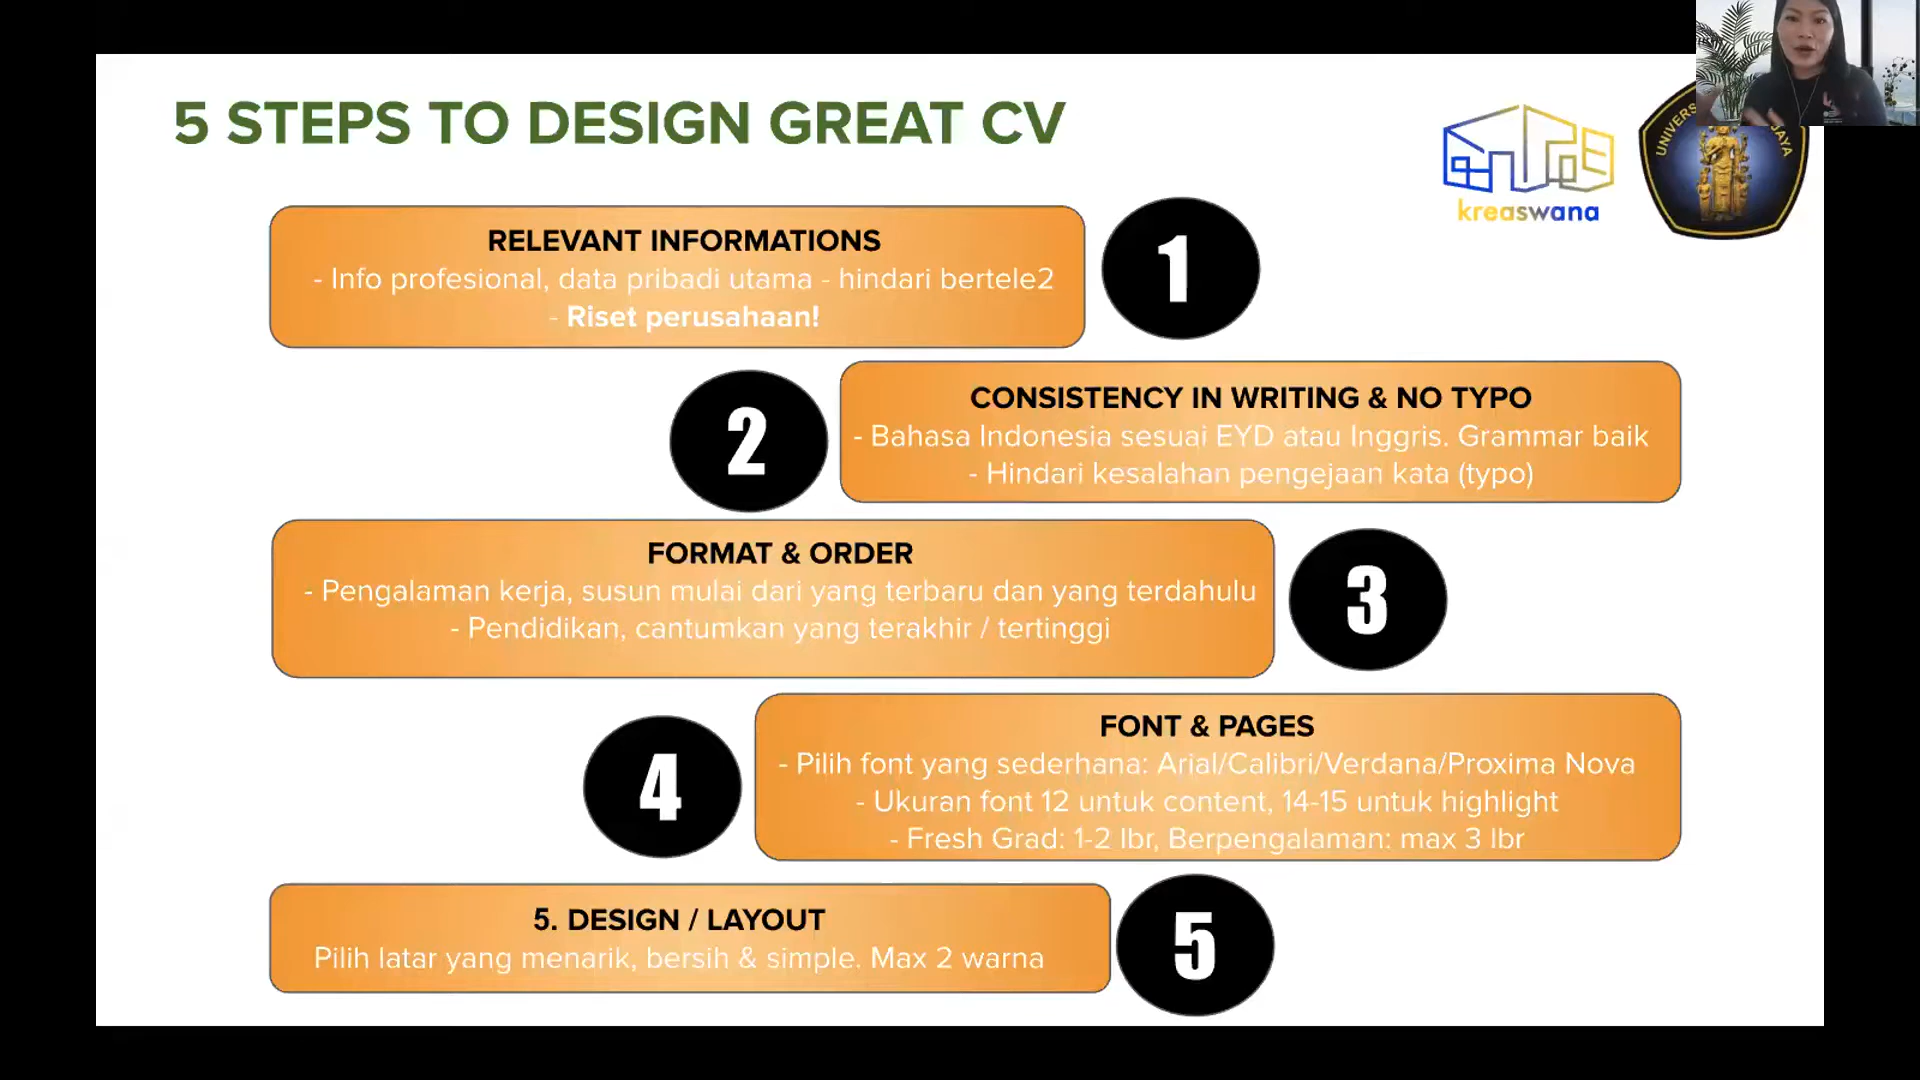 5 STEPS TO DESIGN GREAT CV
kreaswana
RELEVANT INFORMATIONS
- Info profesional, data pribadi utama - hindari bertele2
- Riset perusahaan!
1
2
CONSISTENCY IN WRITING & NO TYPO
- Bahasa Indonesia sesuai EYD atau Inggris. Grammar baik
- Hindari kesalahan pengejaan kata (typo)
FORMAT & ORDER
- Pengalaman kerja, susun mulai dari yang terbaru dan yang terdahulu
- Pendidikan, cantumkan yang terakhir / tertinggi
3
4
FONT & PAGES
- Pilih font yang sederhana: Arial/Calibri/Verdana/Proxima Nova
- Ukuran font 12 untuk content, 14-15 untuk highlight
- Fresh Grad: 1-2 lbr, Berpengalaman: max 3 lbr
5. DESIGN / LAYOUT
Pilih latar yang menarik, bersih & simple. Max 2 warna
5